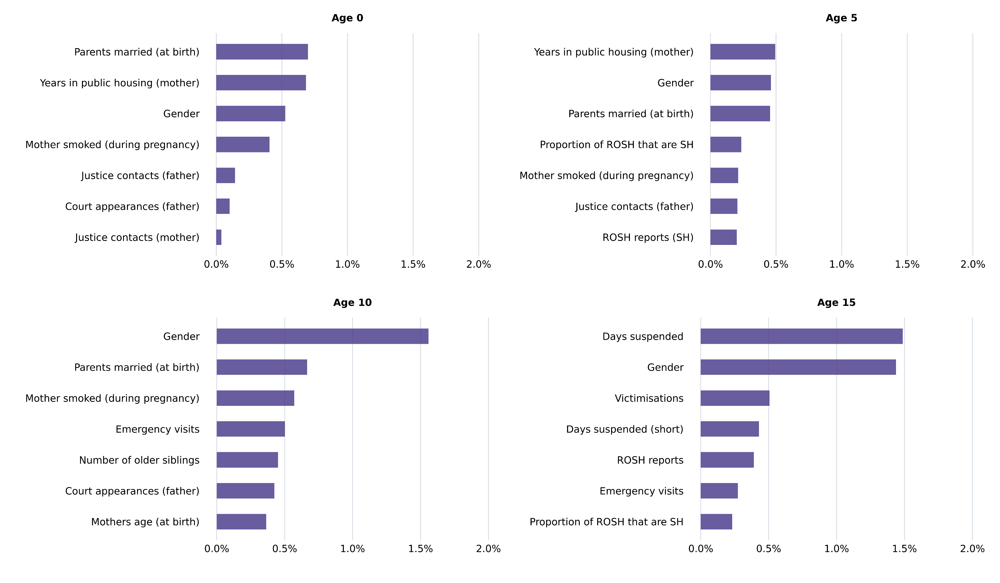 Age 0
Parents married (at birth)
Years in public housing (mother)
Gender
Mother smoked (during pregnancy)
Justice contacts (father)
Court appearances (father)
Justice contacts (mother)
0.0% 0.5% 1.0% 1.5% 2.0%
Age 5
Years in public housing (mother)
Gender
Parents married (at birth)
Proportion of ROSH that are SH
Mother smoked (during pregnancy)
Justice contacts (father)
ROSH reports (SH)
0.0% 0.5% 1.0% 1.5% 2.0%
Age 10
Gender
Parents married (at birth)
Mother smoked (during pregnancy)
Emergency visits
Number of older siblings
Court appearances (father)
Mothers age (at birth)
0.0% 0.5% 1.0% 1.5% 2.0%
Age 15
Days suspended
Gender
Victimisations
Days suspended (short)
ROSH reports
Emergency visits
Proportion of ROSH that are SH
0.0% 0.5% 1.0% 1.5% 2.0%